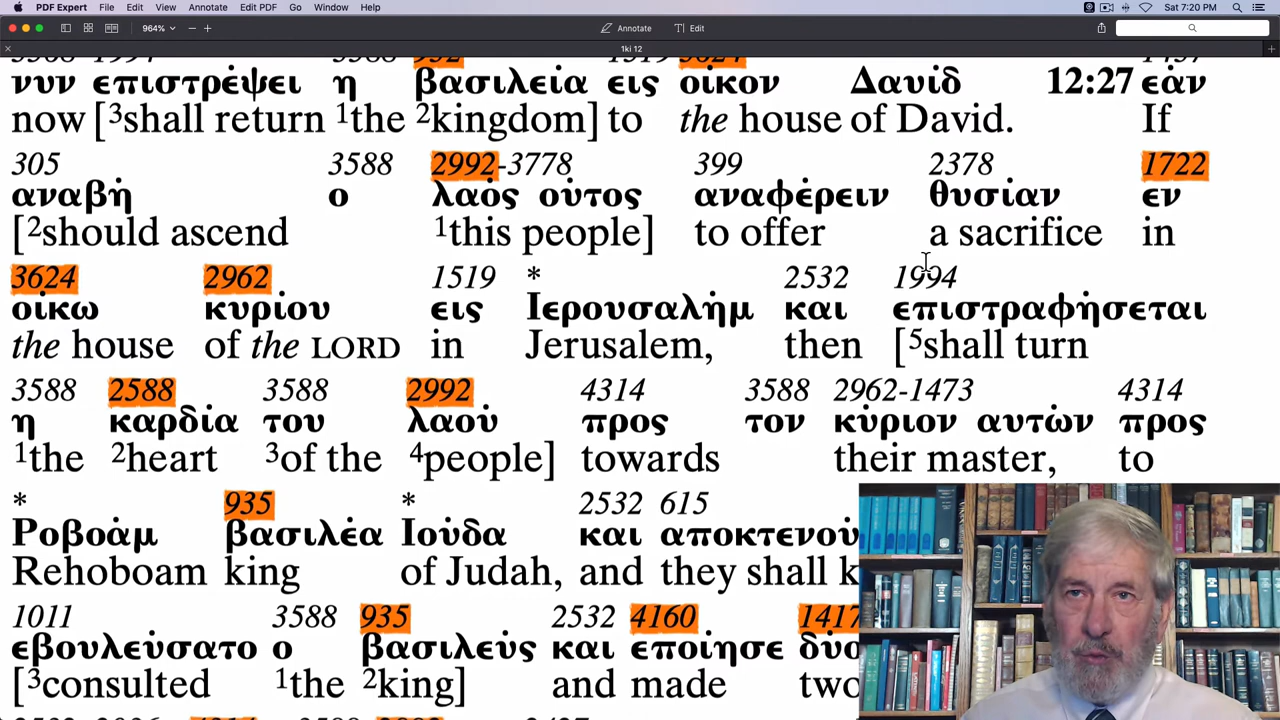 PDF Expert File Edit View Annotate Edit PDF Go Window Help Sat 7:20 PM
964% Annotate Edit
1ki 12
νυν επιστρέψει η βασιλεία εις οίκον Δαυίδ 12:27 εάν
now [³shall return ¹the ²kingdom] to the house of David. If
305 3588 2992-3778 399 2378 1722
αναβή ο λαός ούτος αναφέρειν θυσίαν εν
[²should ascend ¹this people] to offer a sacrifice in
3624 2962 1519 * 2532 1994
οίκω κυρίου εις Ιερουσαλήμ και επιστραφήσεται
the house of the LORD in Jerusalem, then [⁵shall turn
3588 2588 3588 2992 4314 3588 2962-1473 4314
η καρδία του λαού προς τον κύριον αυτών προς
¹the ²heart ³of the ⁴people] towards their master, to
* 935 * 2532 615
Ροβοάμ βασιλέα Ιούδα και αποκτενού
Rehoboam king of Judah, and they shall k
1011 3588 935 2532 4160 1417
εβουλεύσατο ο βασιλεύς και εποίησε δύο
[³consulted ¹the ²king] and made two